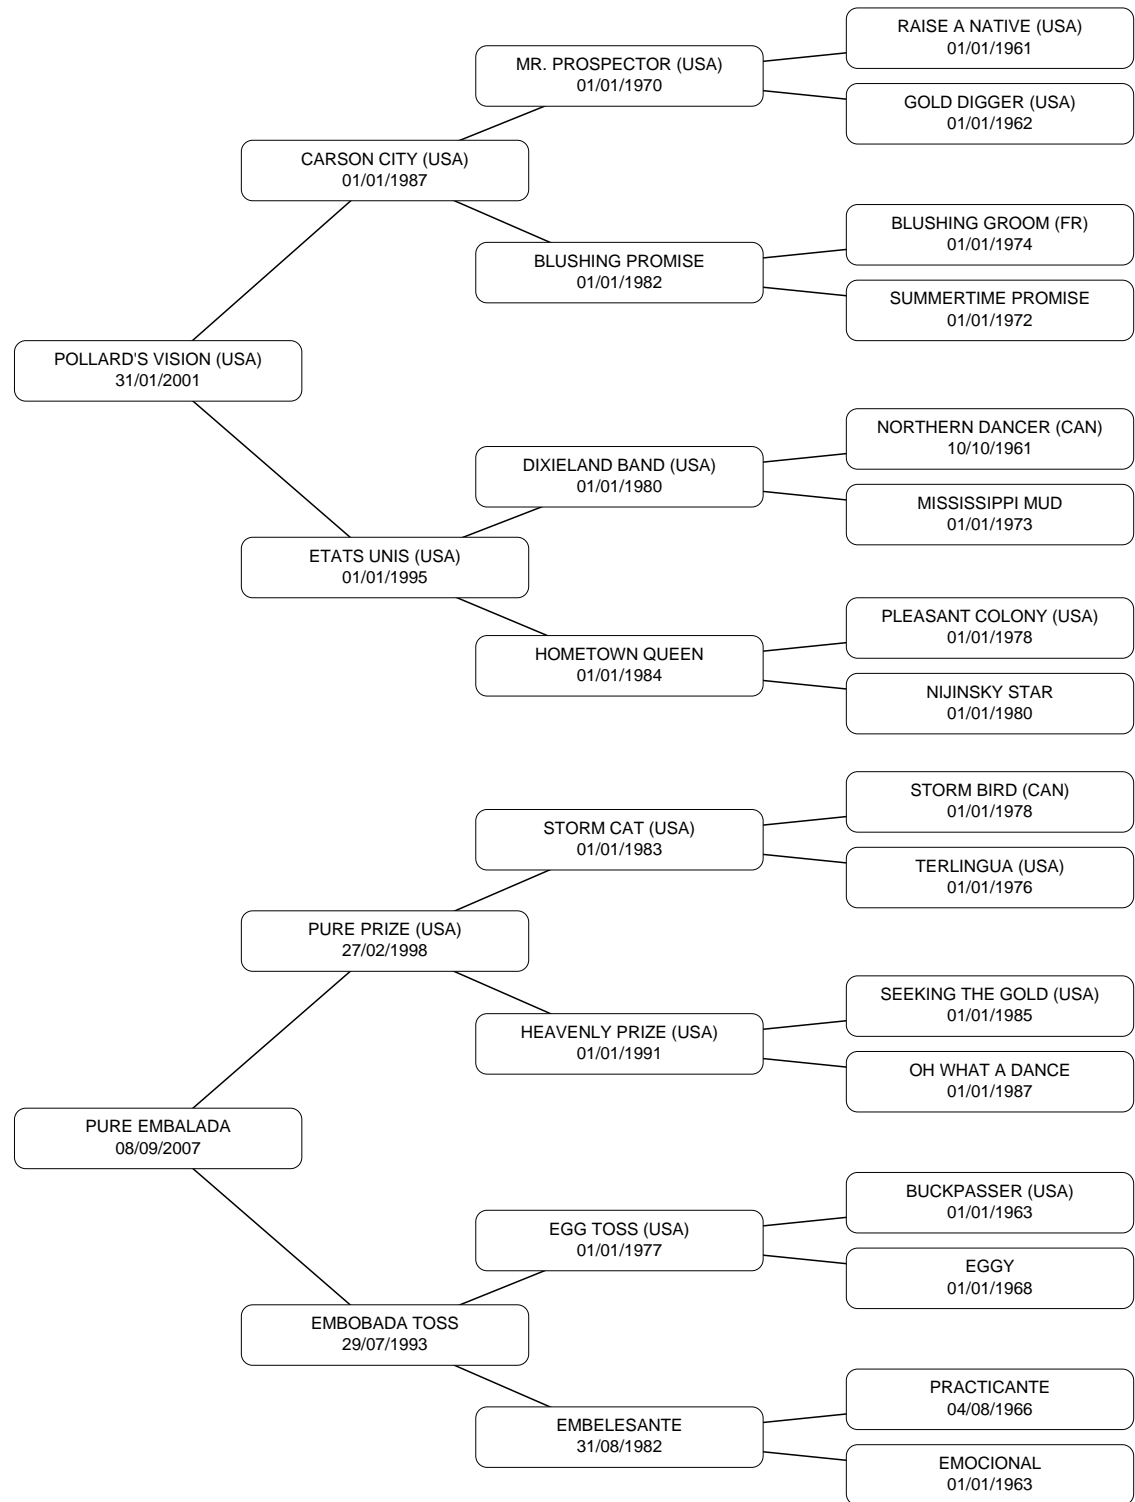 RAISE A NATIVE (USA)
01/01/1961
MR. PROSPECTOR (USA)
01/01/1970
GOLD DIGGER (USA)
01/01/1962
CARSON CITY (USA)
01/01/1987
BLUSHING GROOM (FR)
01/01/1974
BLUSHING PROMISE
01/01/1982
SUMMERTIME PROMISE
01/01/1972
POLLARD'S VISION (USA)
31/01/2001
NORTHERN DANCER (CAN)
10/10/1961
DIXIELAND BAND (USA)
01/01/1980
MISSISSIPPI MUD
01/01/1973
ETATS UNIS (USA)
01/01/1995
PLEASANT COLONY (USA)
01/01/1978
HOMETOWN QUEEN
01/01/1984
NIJINSKY STAR
01/01/1980
STORM BIRD (CAN)
01/01/1978
STORM CAT (USA)
01/01/1983
TERLINGUA (USA)
01/01/1976
PURE PRIZE (USA)
27/02/1998
SEEKING THE GOLD (USA)
01/01/1985
HEAVENLY PRIZE (USA)
01/01/1991
OH WHAT A DANCE
01/01/1987
PURE EMBALADA
08/09/2007
BUCKPASSER (USA)
01/01/1963
EGG TOSS (USA)
01/01/1977
EGGY
01/01/1968
EMBOBADA TOSS
29/07/1993
PRACTICANTE
04/08/1966
EMBELESANTE
31/08/1982
EMOCIONAL
01/01/1963